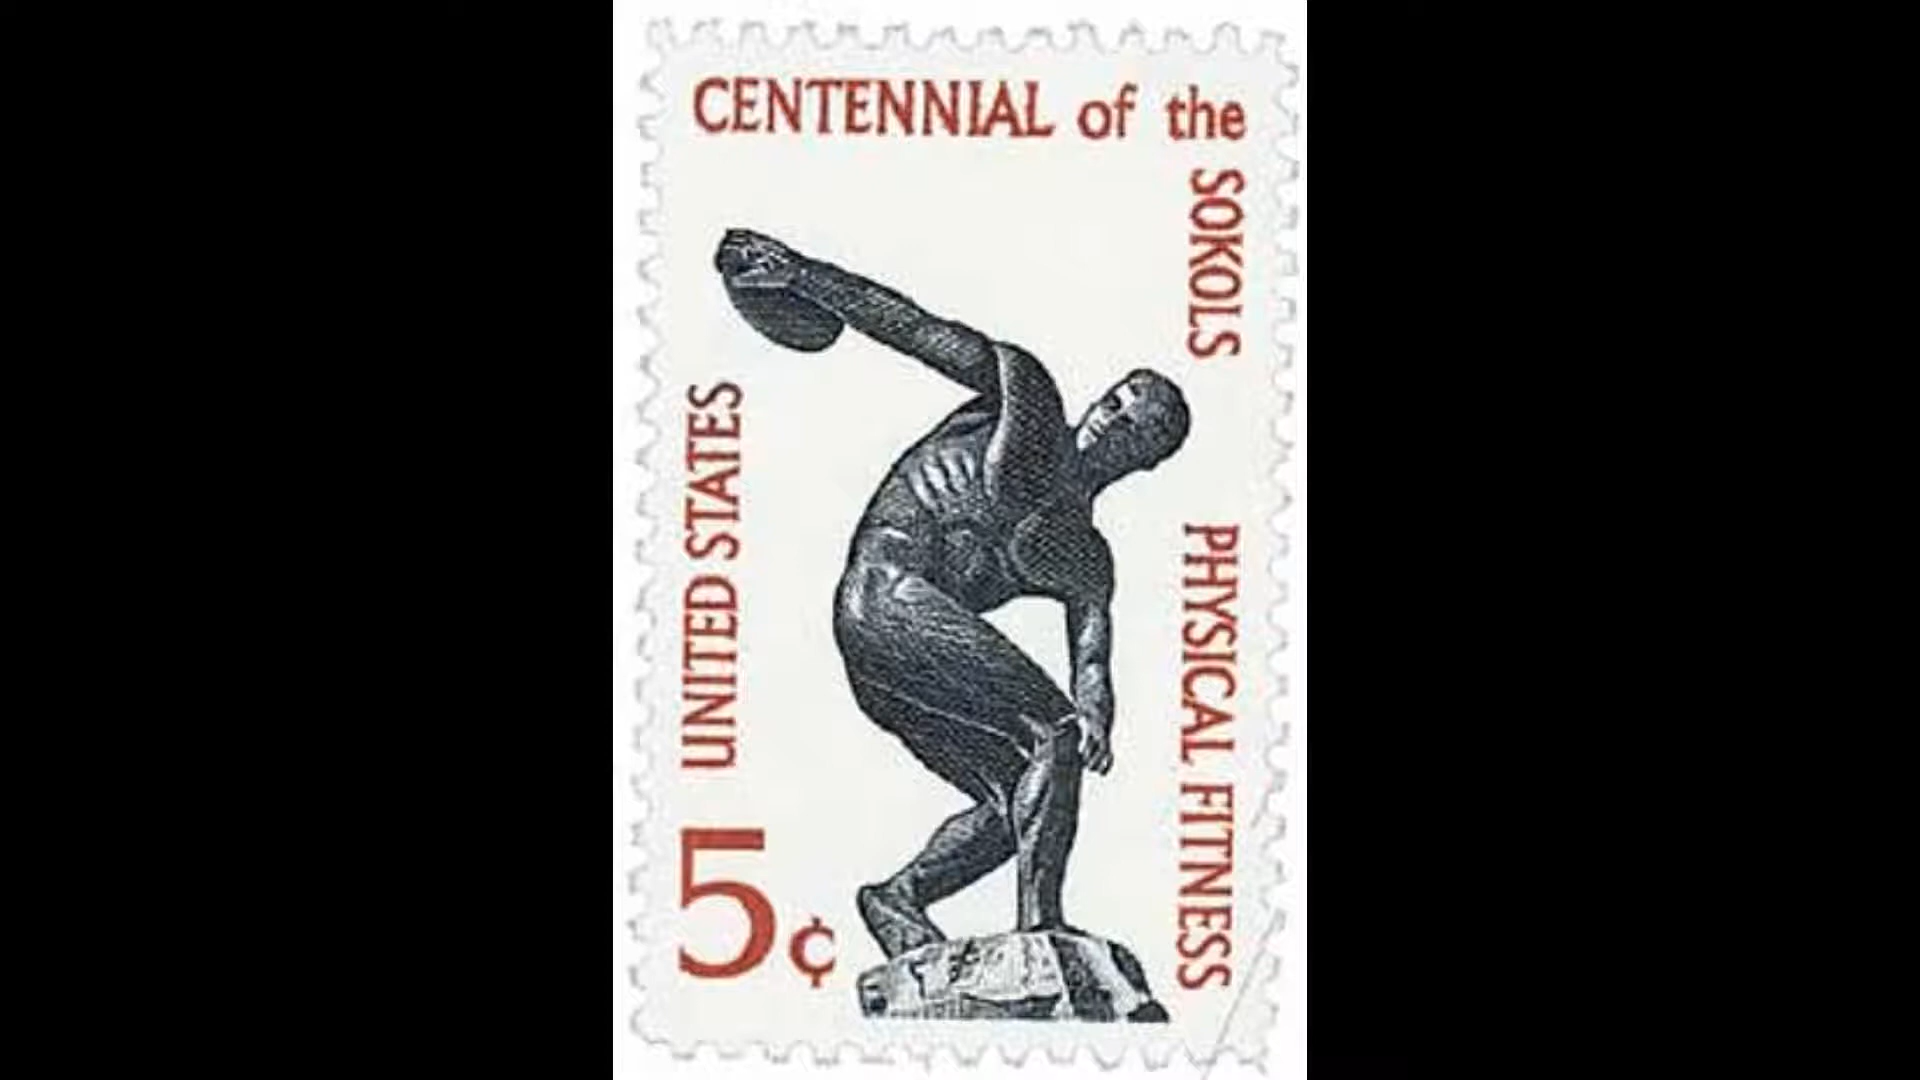 CENTENNIAL of the
SOKOLS
PHYSICAL FITNESS
UNITED STATES
5¢